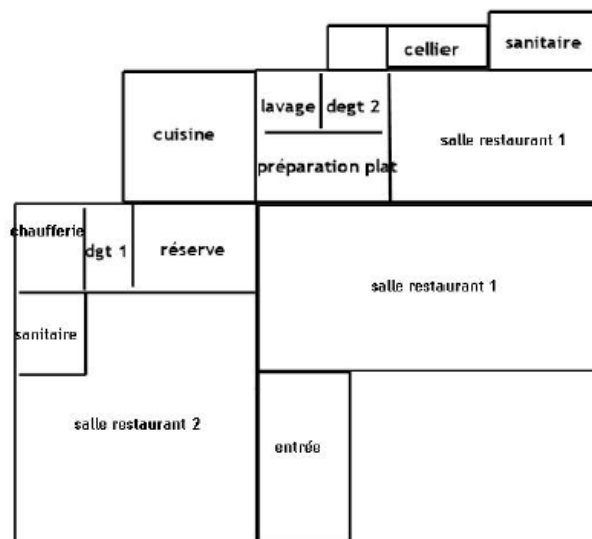 cellier
sanitaire
lavage
degt 2
cuisine
salle restaurant 1
préparation plat
chaufferie
dgt 1
réserve
salle restaurant 1
sanitaire
salle restaurant 2
entrée